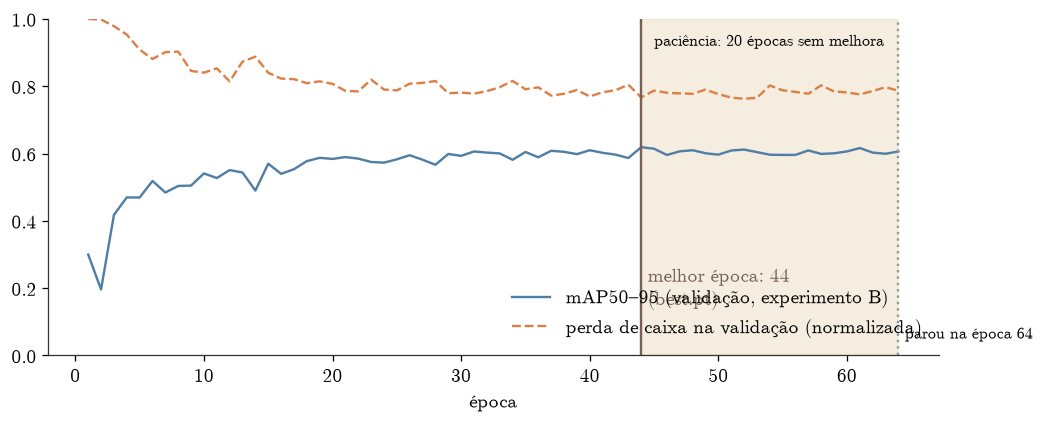 1.0
0.8
0.6
0.4
0.2
0.0
paciência: 20 épocas sem melhora
melhor época: 44
(best.pt)
mAP50–95 (validação, experimento B)
perda de caixa na validação (normalizada)
parou na época 64
0 10 20 30 40 50 60
época